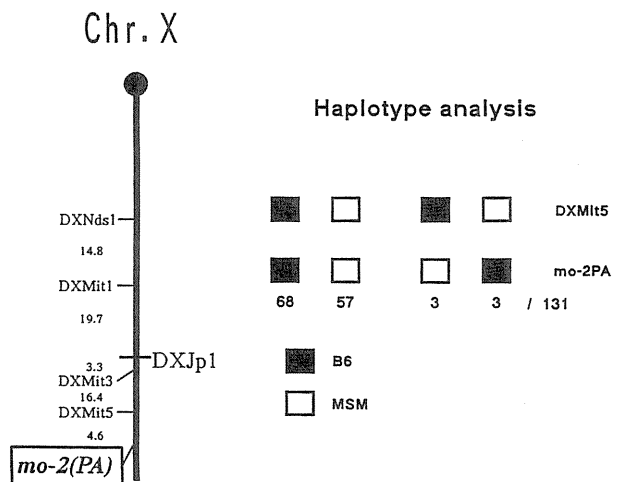 Chr. X
Haplotype analysis
DXNds1
14.8
DXMit1
19.7
DXJp1
3.3
DXMit3
16.4
DXMit5
4.6
mo-2(PA)
DXMIt5
mo-2PA
68 57 3 3 / 131
B6
MSM